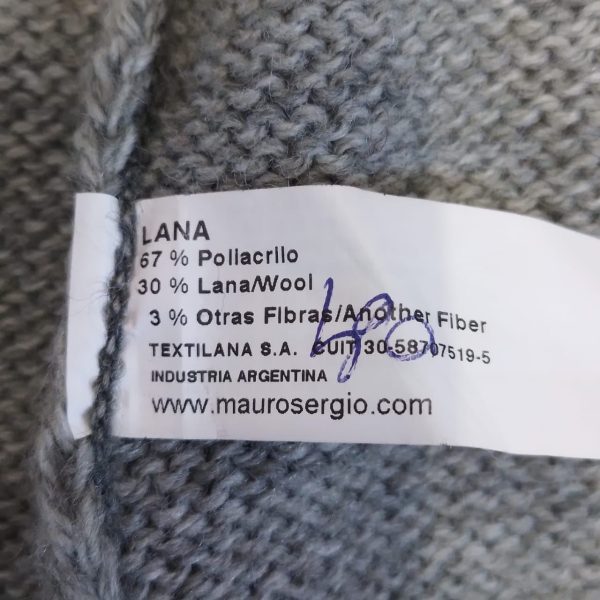 LANA
67 % Poliacrilo
30 % Lana/Wool
3 % Otras Fibras/Another Fiber
480
TEXTILANA S.A. CUIT 30-58707519-5
INDUSTRIA ARGENTINA
www.maurosergio.com